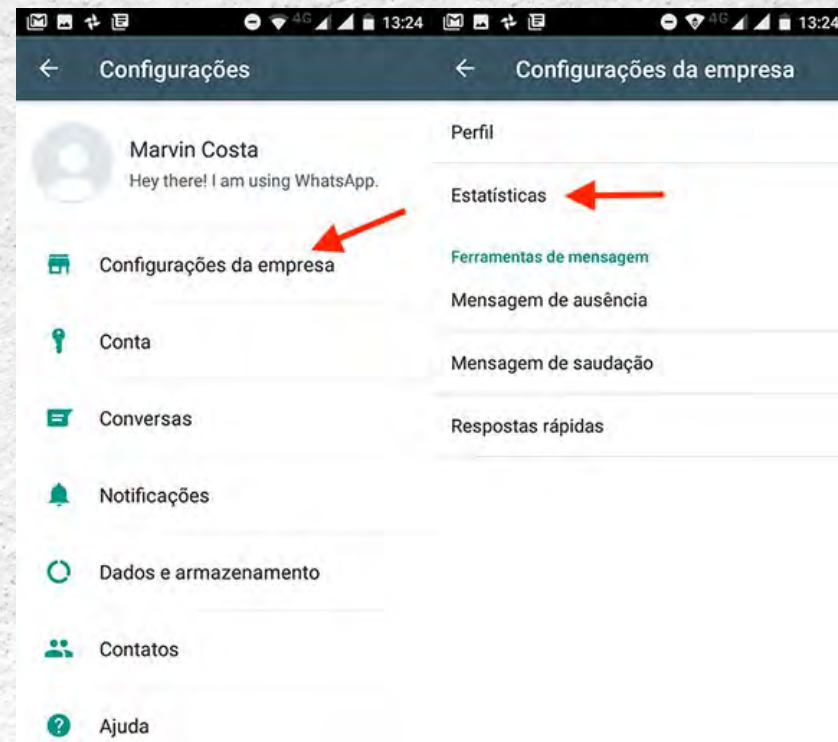 4G 13:24
Configurações
Marvin Costa
Hey there! I am using WhatsApp.
Configurações da empresa
Conta
Conversas
Notificações
Dados e armazenamento
Contatos
Ajuda
4G 13:24
Configurações da empresa
Perfil
Estatísticas
Ferramentas de mensagem
Mensagem de ausência
Mensagem de saudação
Respostas rápidas